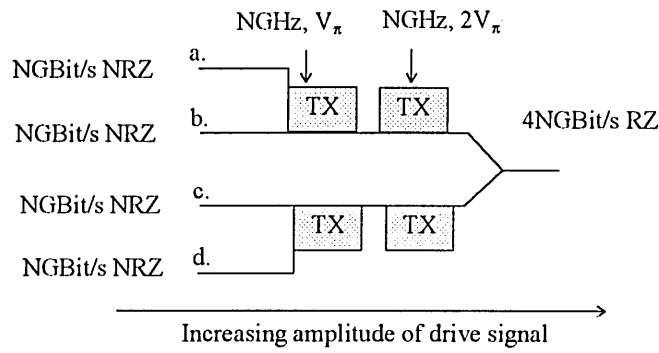 NGHz, Vπ NGHz, 2Vπ
a.
NGBit/s NRZ
TX TX
b.
NGBit/s NRZ
4NGBit/s RZ
c.
NGBit/s NRZ
TX TX
d.
NGBit/s NRZ
Increasing amplitude of drive signal